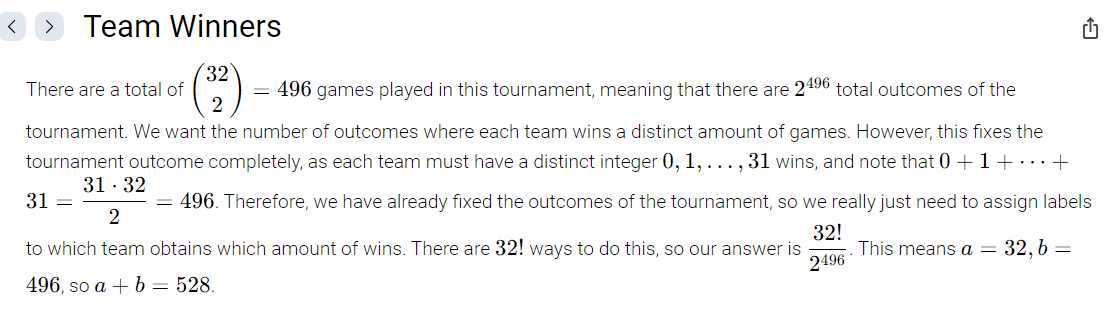 Team Winners
There are a total of $\binom{32}{2} = 496$ games played in this tournament, meaning that there are $2^{496}$ total outcomes of the
tournament. We want the number of outcomes where each team wins a distinct amount of games. However, this fixes the
tournament outcome completely, as each team must have a distinct integer $0, 1, \ldots, 31$ wins, and note that $0 + 1 + \cdots +$
$31 = \frac{31 \cdot 32}{2} = 496$. Therefore, we have already fixed the outcomes of the tournament, so we really just need to assign labels
to which team obtains which amount of wins. There are $32!$ ways to do this, so our answer is $\frac{32!}{2^{496}}$. This means $a = 32, b =$
$496$, so $a + b = 528$.